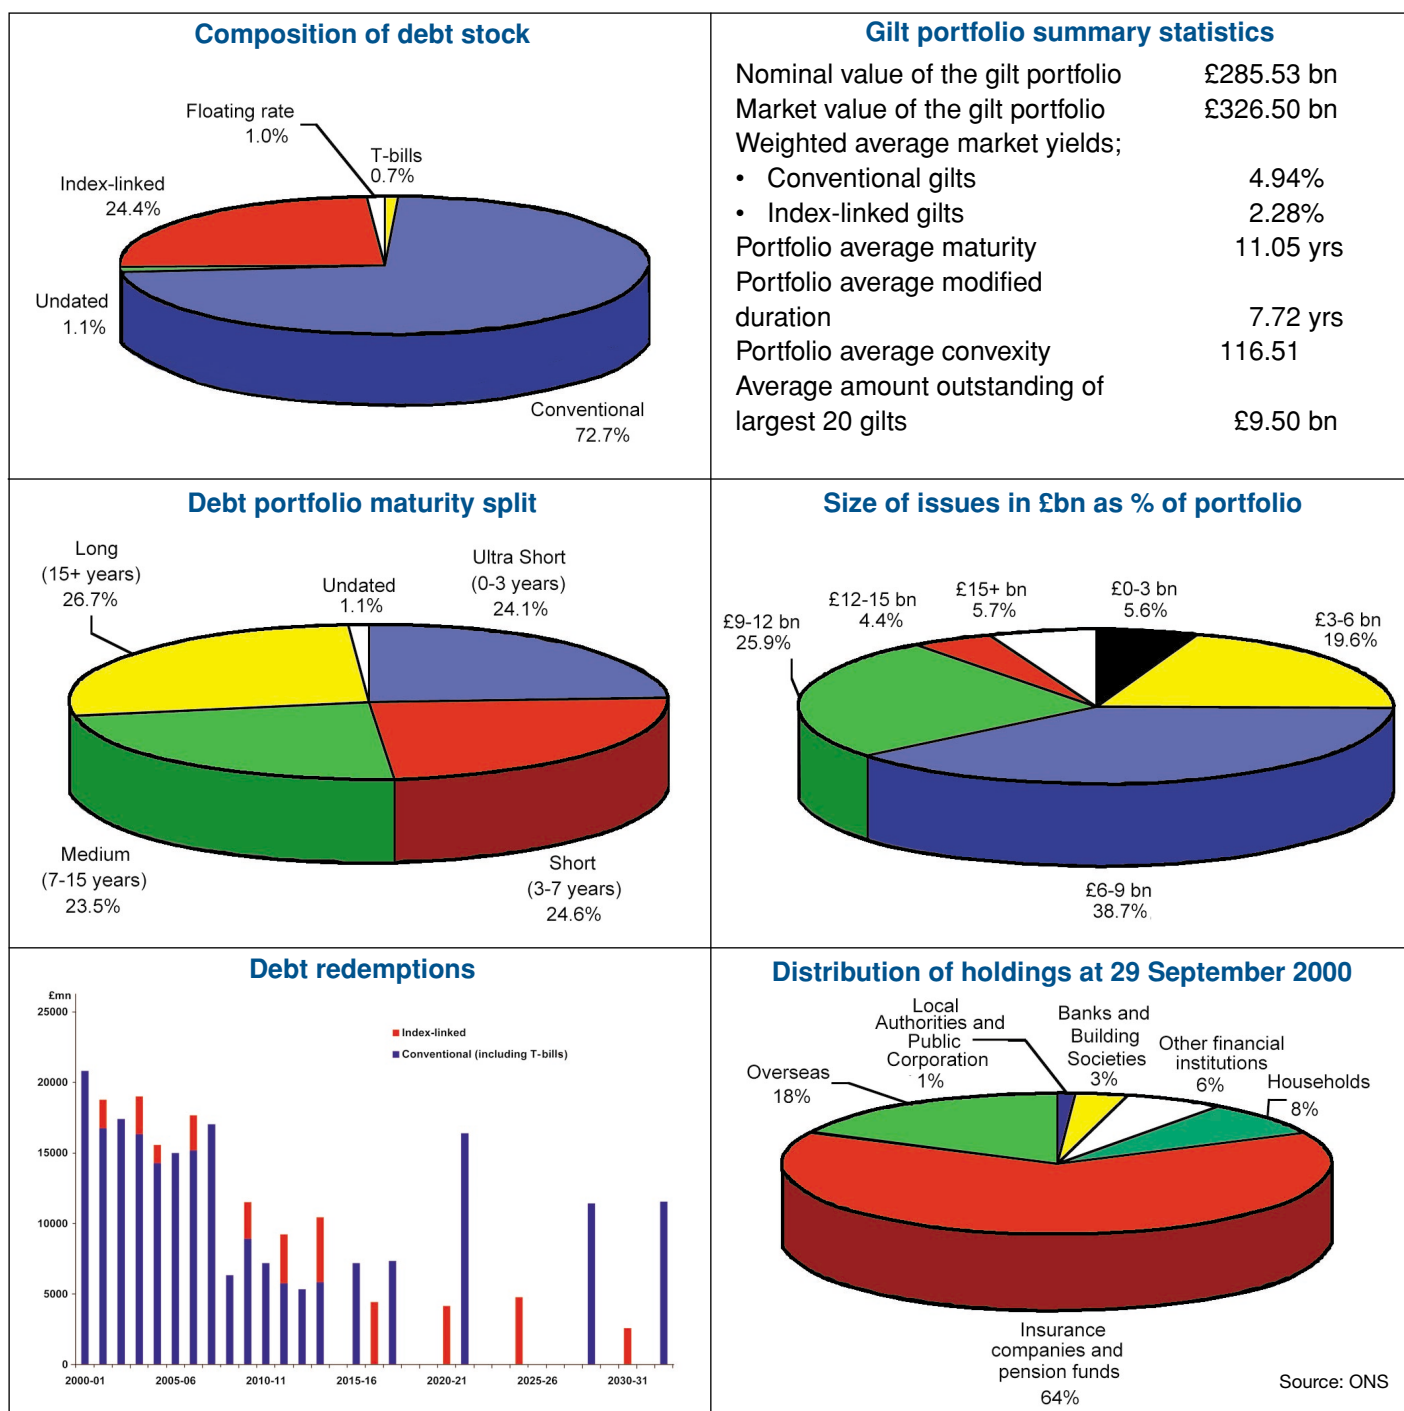 Composition of debt stock
Floating rate
1.0%
T-bills
0.7%
Index-linked
24.4%
Undated
1.1%
Conventional
72.7%
Gilt portfolio summary statistics
Nominal value of the gilt portfolio £285.53 bn
Market value of the gilt portfolio £326.50 bn
Weighted average market yields;
• Conventional gilts 4.94%
• Index-linked gilts 2.28%
Portfolio average maturity 11.05 yrs
Portfolio average modified
duration 7.72 yrs
Portfolio average convexity 116.51
Average amount outstanding of
largest 20 gilts £9.50 bn
Debt portfolio maturity split
Long
(15+ years)
26.7%
Undated
1.1%
Ultra Short
(0-3 years)
24.1%
Medium
(7-15 years)
23.5%
Short
(3-7 years)
24.6%
Size of issues in £bn as % of portfolio
£9-12 bn
25.9%
£12-15 bn
4.4%
£15+ bn
5.7%
£0-3 bn
5.6%
£3-6 bn
19.6%
£6-9 bn
38.7%
Debt redemptions
£mn
25000
20000
15000
10000
5000
0
Index-linked
Conventional (including T-bills)
2000-01 2005-06 2010-11 2015-16 2020-21 2025-26 2030-31
Distribution of holdings at 29 September 2000
Overseas
18%
Local
Authorities and
Public
Corporation
1%
Banks and
Building
Societies
3%
Other financial
institutions
6%
Households
8%
Insurance
companies and
pension funds
64%
Source: ONS